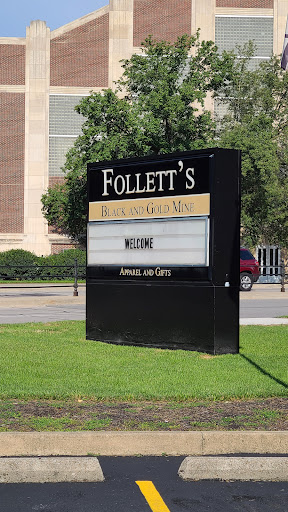 FOLLETT'S
BLACK AND GOLD MINE
WELCOME
APPAREL AND GIFTS